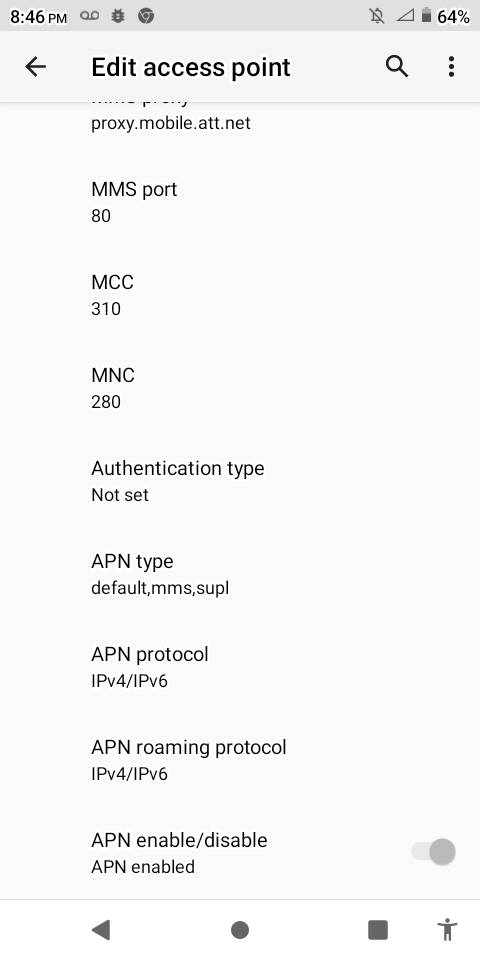 8:46 PM
64%
Edit access point
MMS proxy
proxy.mobile.att.net
MMS port
80
MCC
310
MNC
280
Authentication type
Not set
APN type
default,mms,supl
APN protocol
IPv4/IPv6
APN roaming protocol
IPv4/IPv6
APN enable/disable
APN enabled